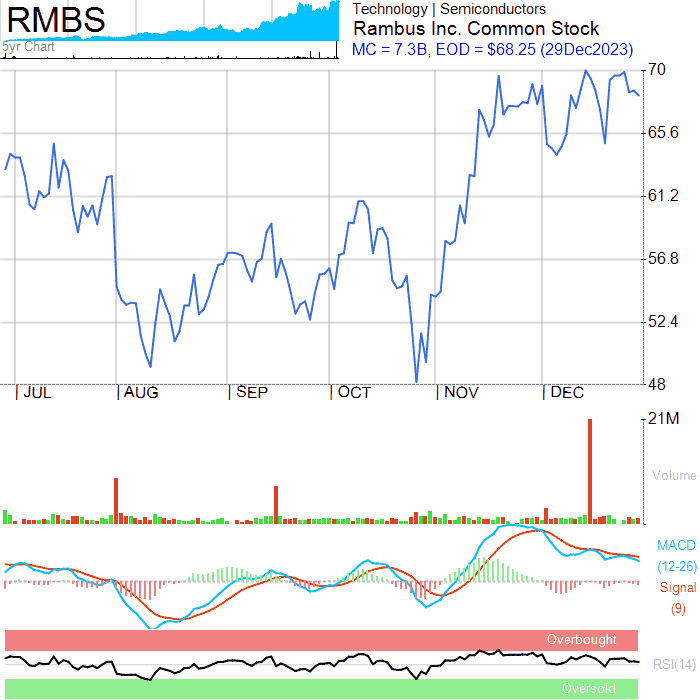 RMBS
5yr Chart
Technology | Semiconductors
Rambus Inc. Common Stock
MC = 7.3B, EOD = $68.25 (29Dec2023)
70
65.6
61.2
56.8
52.4
48
JUL AUG SEP OCT NOV DEC
21M
Volume
MACD
(12-26)
Signal
(9)
Overbought
RSI(14)
Oversold